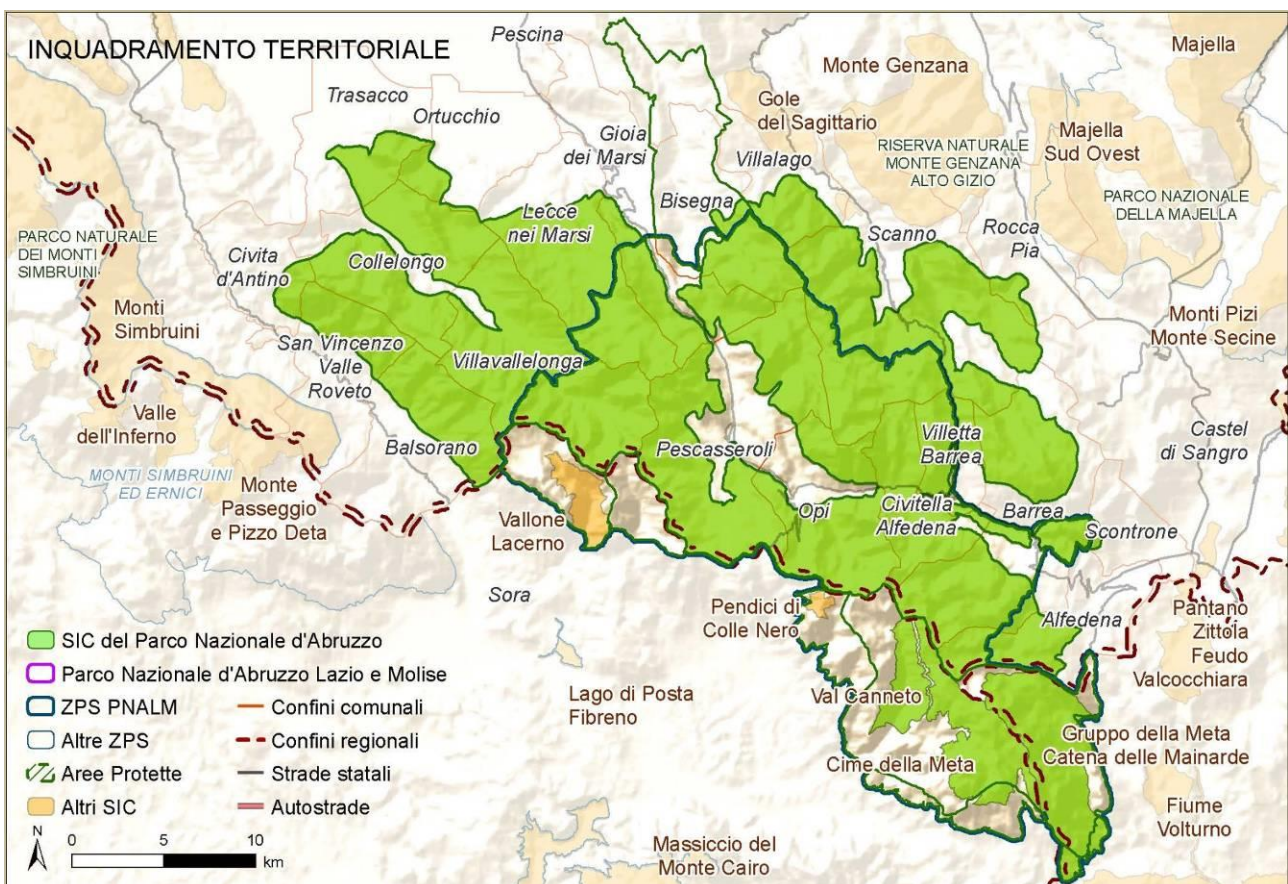 INQUADRAMENTO TERRITORIALE
Pescina
Majella
Monte Genzana
Trasacco
Ortucchio
Gole
del Sagittario
Gioia
dei Marsi
Villalago
RISERVA NATURALE
MONTE GENZANA
ALTO GIZIO
Majella
Sud Ovest
Bisegna
Lecce
nei Marsi
PARCO NAZIONALE
DELLA MAJELLA
PARCO NATURALE
DEI MONTI
SIMBRUINI
Civita
d'Antino
Collelongo
Scanno
Rocca
Pia
Monti
Simbruini
Monti Pizi
Monte Secine
San Vincenzo
Valle
Roveto
Villavallelonga
Valle
dell'Inferno
Balsorano
Pescasseroli
Villetta
Barrea
Castel
di Sangro
MONTI SIMBRUINI
ED ERNICI
Monte
Passeggio
e Pizzo Deta
Vallone
Lacerno
Opi
Civitella
Alfedena
Barrea
Scontrone
Sora
Pendici di
Colle Nero
Alfedena
Pantano
Zittola
Feudo
Valcocchiara
Lago di Posta
Fibreno
Val Canneto
Gruppo della Meta
Catena delle Mainarde
Cime della Meta
Fiume
Volturno
Massiccio del
Monte Cairo
SIC del Parco Nazionale d'Abruzzo
Parco Nazionale d'Abruzzo Lazio e Molise
ZPS PNALM
Confini comunali
Altre ZPS
Confini regionali
Aree Protette
Strade statali
Altri SIC
Autostrade
N
0 5 10
km